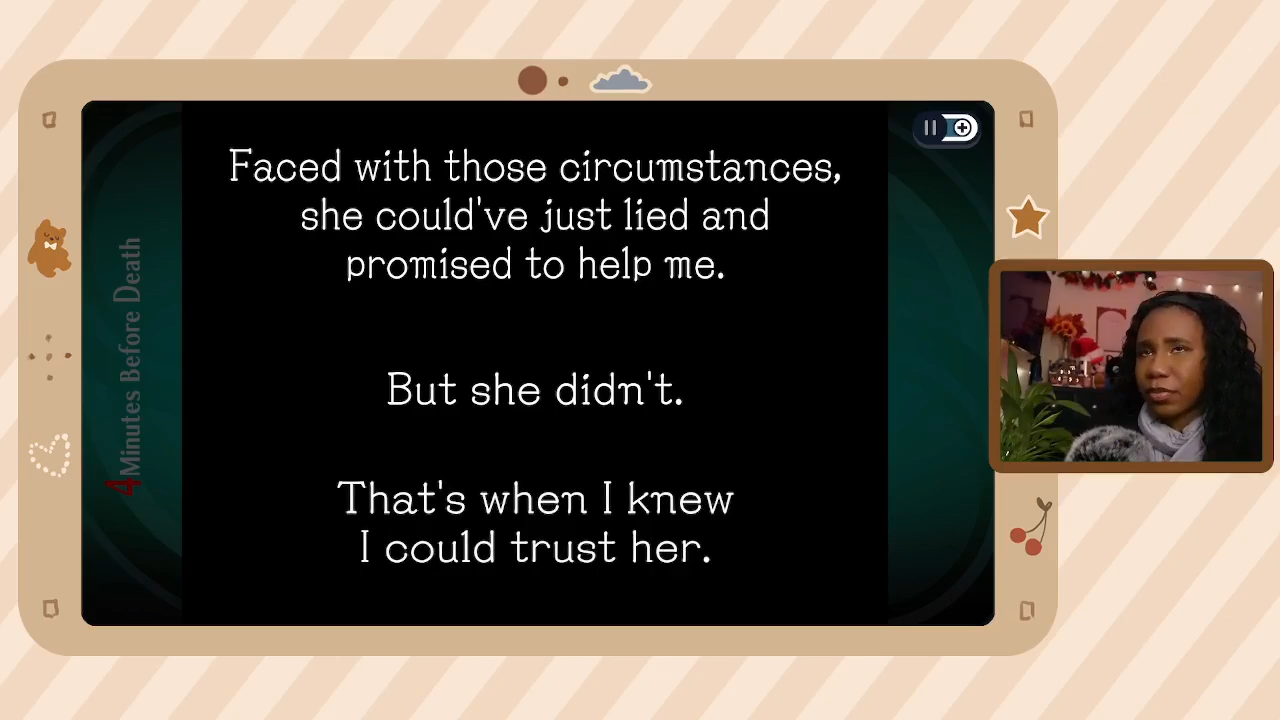 Faced with those circumstances,
she could've just lied and
promised to help me.
But she didn't.
That's when I knew
I could trust her.
4 Minutes Before Death